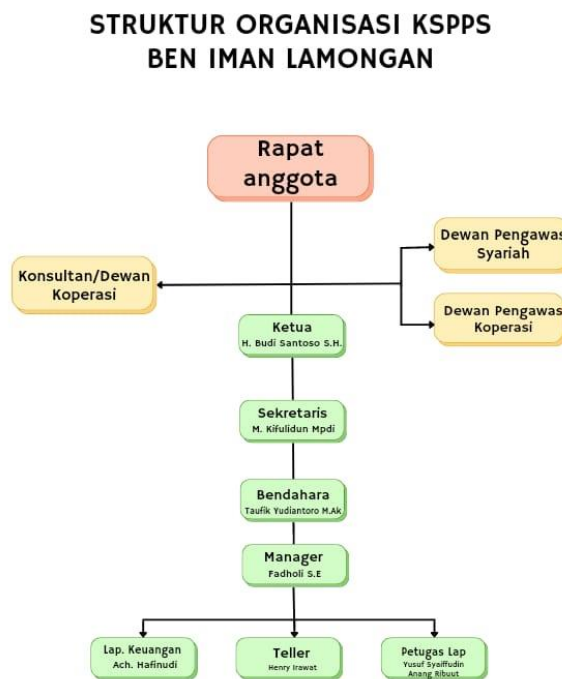 STRUKTUR ORGANISASI KSPPS
BEN IMAN LAMONGAN
Rapat
anggota
Dewan Pengawas
Syariah
Konsultan/Dewan
Koperasi
Dewan Pengawas
Koperasi
Ketua
H. Budi Santoso S.H.
Sekretaris
M. Kifulidun Mpdi
Bendahara
Taufik Yudiantoro M.Ak
Manager
Fadholi S.E
Lap. Keuangan
Ach. Hafinudi
Teller
Henry Irawat
Petugas Lap
Yusuf Syaiffudin
Anang Ribuut